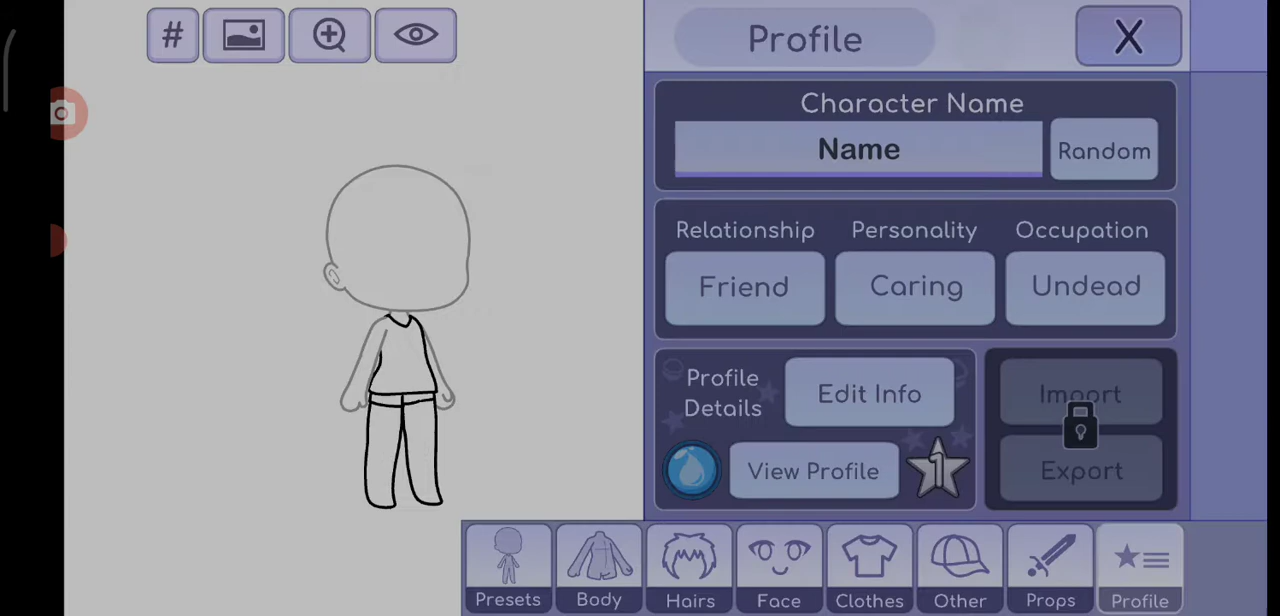 #
Profile
X
Character Name
Name
Random
Relationship
Personality
Occupation
Friend
Caring
Undead
Profile
Details
Edit Info
View Profile
1
Import
Export
Presets
Body
Hairs
Face
Clothes
Other
Props
Profile